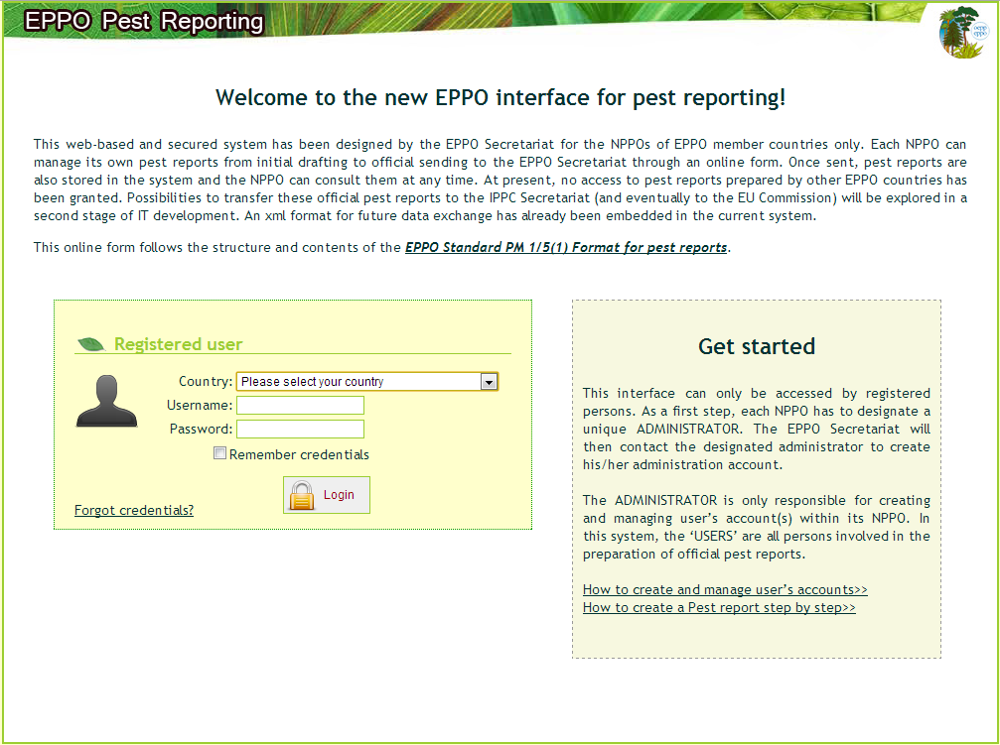 EPPO Pest Reporting
oepp
eppo
Welcome to the new EPPO interface for pest reporting!
This web-based and secured system has been designed by the EPPO Secretariat for the NPPOs of EPPO member countries only. Each NPPO can
manage its own pest reports from initial drafting to official sending to the EPPO Secretariat through an online form. Once sent, pest reports are
also stored in the system and the NPPO can consult them at any time. At present, no access to pest reports prepared by other EPPO countries has
been granted. Possibilities to transfer these official pest reports to the IPPC Secretariat (and eventually to the EU Commission) will be explored in a
second stage of IT development. An xml format for future data exchange has already been embedded in the current system.
This online form follows the structure and contents of the EPPO Standard PM 1/5(1) Format for pest reports.
Registered user
Country: Please select your country
Username:
Password:
Remember credentials
Login
Forgot credentials?
Get started
This interface can only be accessed by registered
persons. As a first step, each NPPO has to designate a
unique ADMINISTRATOR. The EPPO Secretariat will
then contact the designated administrator to create
his/her administration account.
The ADMINISTRATOR is only responsible for creating
and managing user’s account(s) within its NPPO. In
this system, the ‘USERS’ are all persons involved in the
preparation of official pest reports.
How to create and manage user’s accounts>>
How to create a Pest report step by step>>